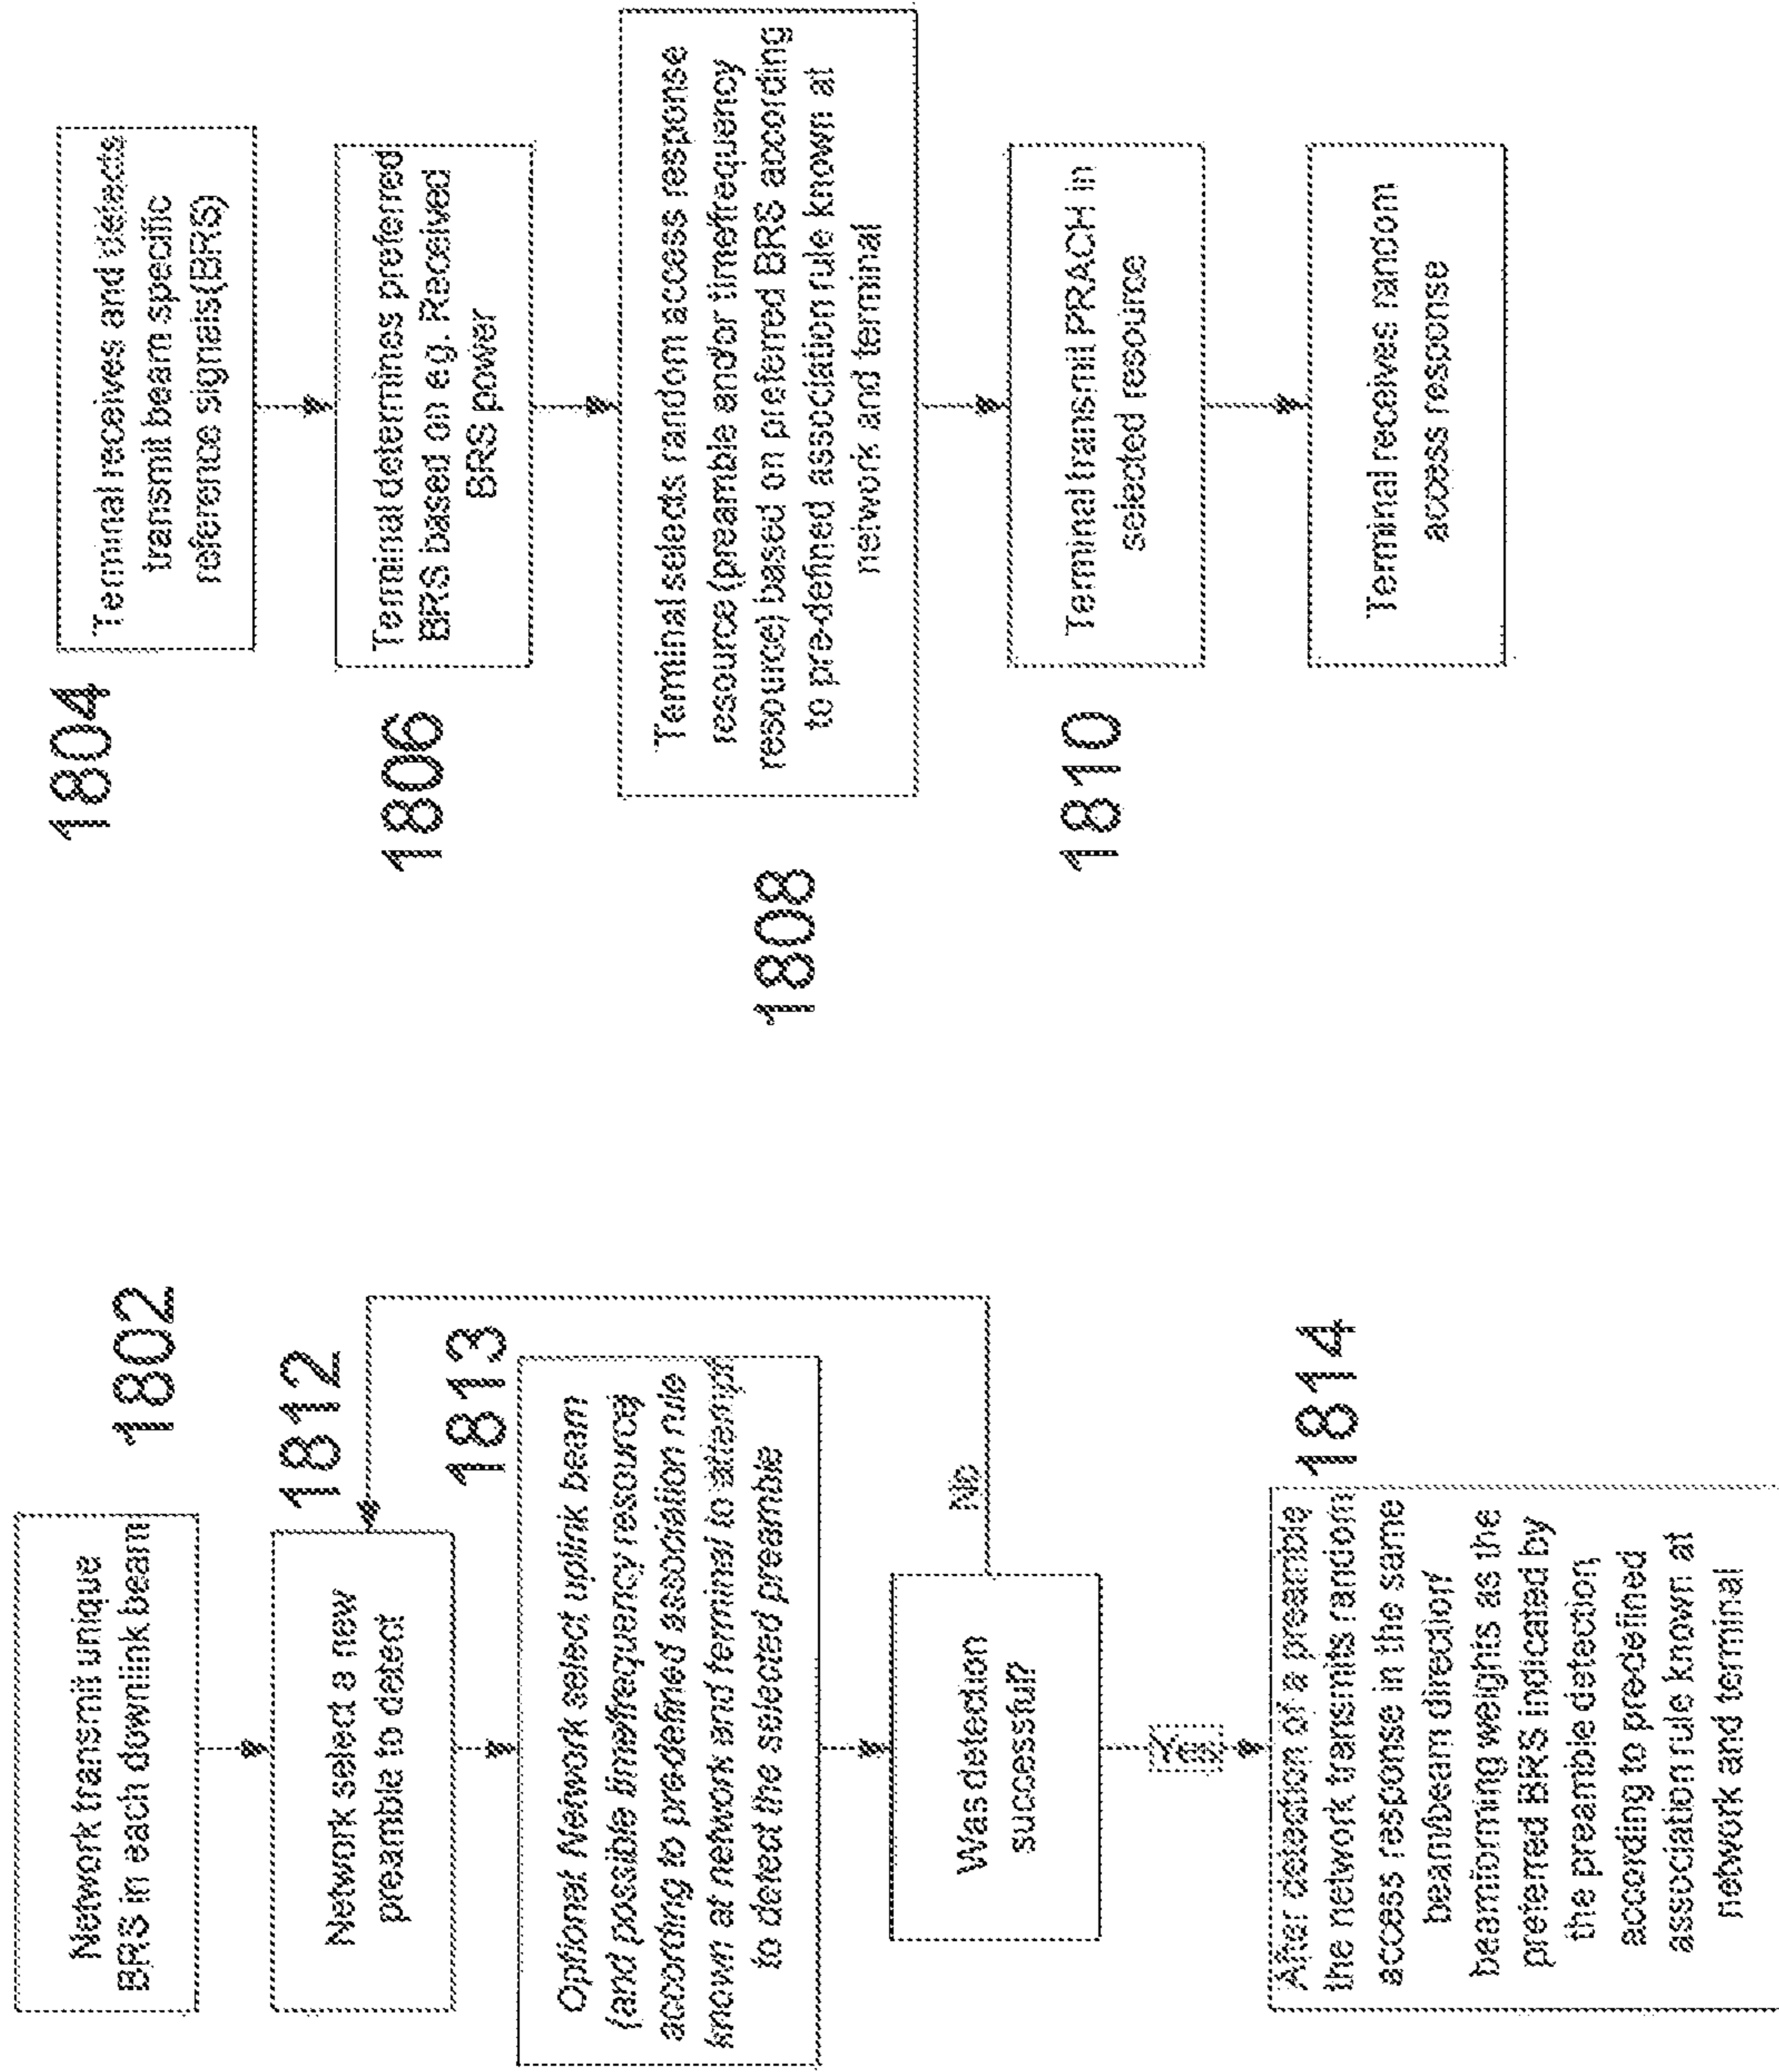 1802
Network transmit unique
BRS in each downlink beam
1812
Network select a new
preamble to detect
1813
Optional: Network select uplink beam
(and possible time/frequency resource)
according to pre-defined association rule
known at network and terminal to attempt
to detect the selected preamble
Was detection
successful?
No
Yes
1814
After detection of a preamble
the network transmits random
access response in the same
beam/beam direction/
beamforming weights as the
preferred BRS indicated by
the preamble detection,
according to predefined
association rule known at
network and terminal
1804
Terminal receives and detects
transmit beam specific
reference signals(BRS)
1806
Terminal determines preferred
BRS based on e.g. Received
BRS power
1808
Terminal selects random access response
resource (preamble and/or time/frequency
resource) based on preferred BRS according
to pre-defined association rule known at
network and terminal
1810
Terminal transmit PRACH in
selected resource
Terminal receives random
access response